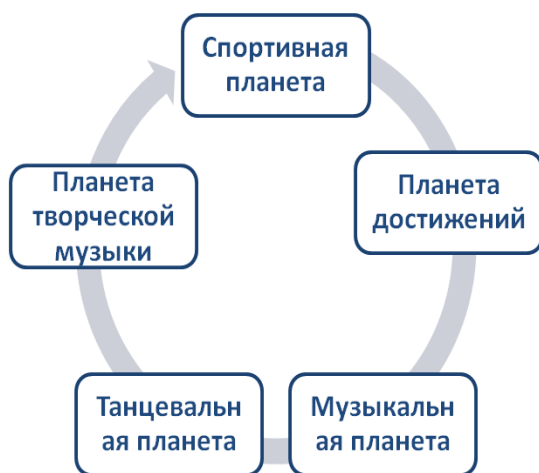 Спортивная
планета
Планета
достижений
Музыкальн
ая планета
Танцевальн
ая планета
Планета
творческой
музыки